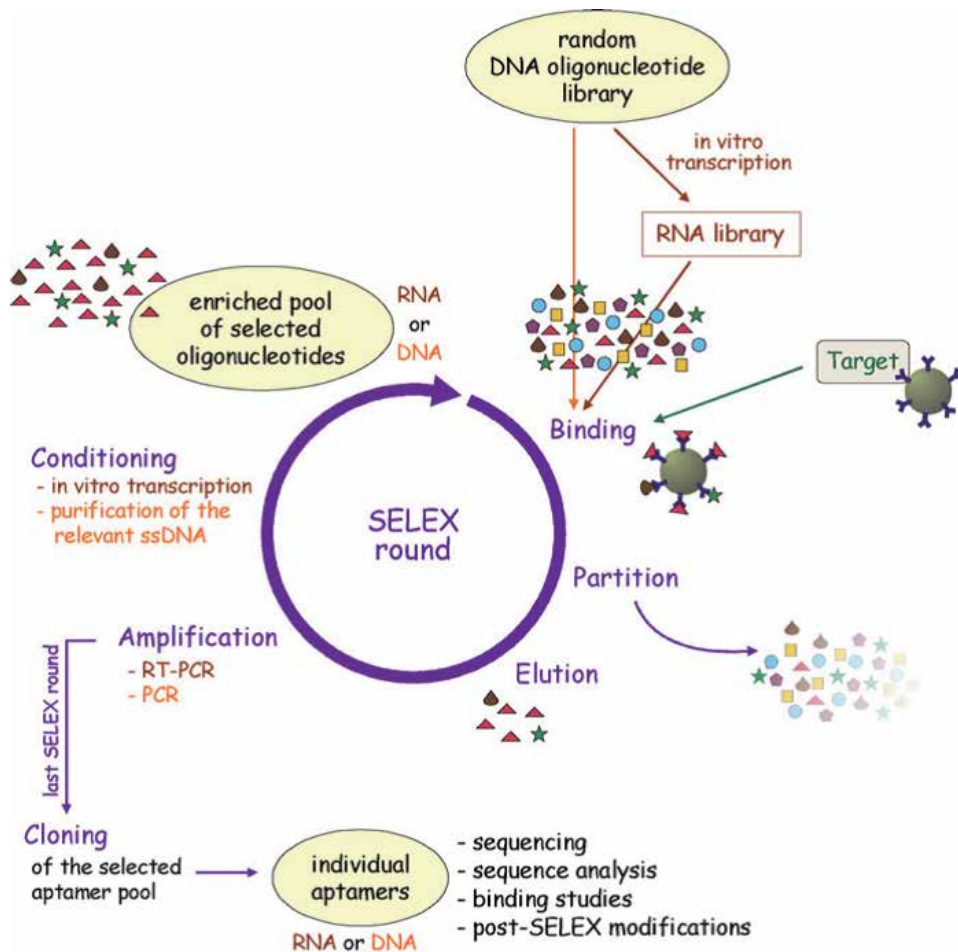 random
DNA oligonucleotide
library
in vitro
transcription
RNA library
enriched pool
of selected
oligonucleotides
RNA
or
DNA
Target
Binding
Conditioning
- in vitro transcription
- purification of the
relevant ssDNA
SELEX
round
Partition
Amplification
- RT-PCR
- PCR
Elution
last SELEX round
Cloning
of the selected
aptamer pool
individual
aptamers
RNA or DNA
- sequencing
- sequence analysis
- binding studies
- post-SELEX modifications